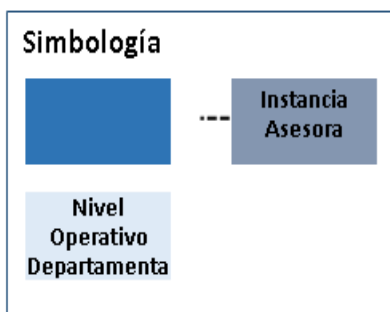 Simbología
Instancia
Asesora
Nivel
Operativo
Departamenta